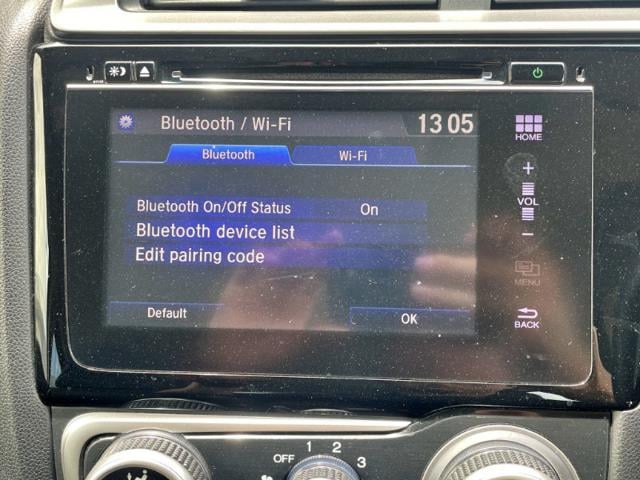 Bluetooth / Wi-Fi 13 05
Bluetooth Wi-Fi
HOME
+
VOL
−
MENU
BACK
Bluetooth On/Off Status On
Bluetooth device list
Edit pairing code
Default OK
OFF 1 2 3